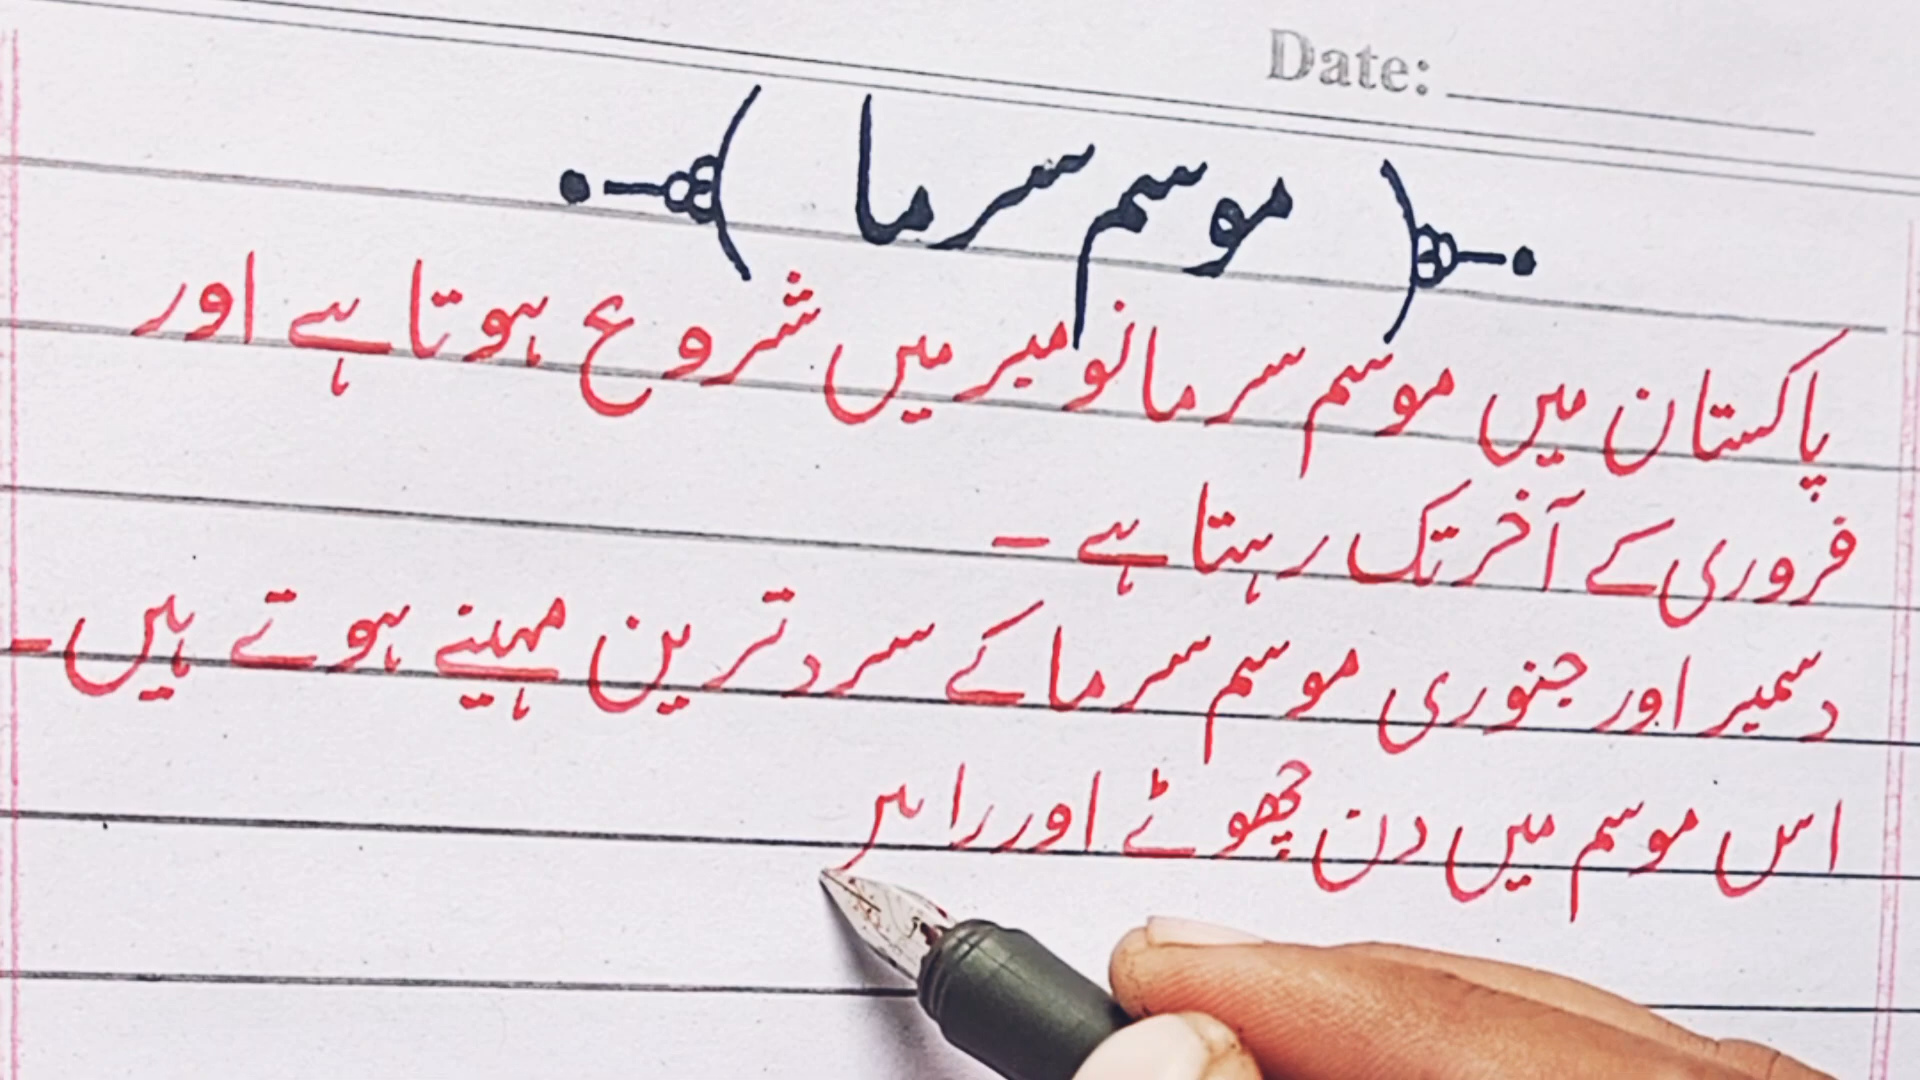 Date:
موسم سرما
پاکستان میں موسم سرما نومبر میں شروع ہوتا ہے اور
فروری کے آخر تک رہتا ہے ۔
دسمبر اور جنوری موسم سرما کے سرد ترین مہینے ہوتے ہیں۔
اس موسم میں دن چھوٹے اور